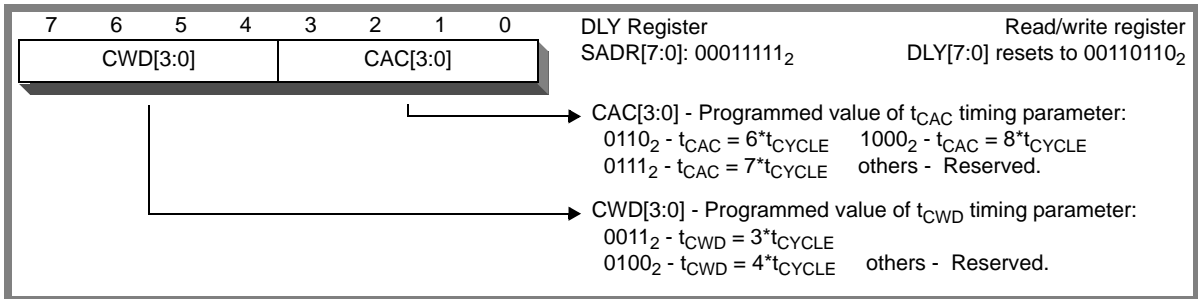 7 6 5 4 3 2 1 0
CWD[3:0] CAC[3:0]
DLY Register Read/write register
SADR[7:0]: 00011111₂ DLY[7:0] resets to 00110110₂
CAC[3:0] - Programmed value of tCAC timing parameter:
0110₂ - tCAC = 6*tCYCLE 1000₂ - tCAC = 8*tCYCLE
0111₂ - tCAC = 7*tCYCLE others - Reserved.
CWD[3:0] - Programmed value of tCWD timing parameter:
0011₂ - tCWD = 3*tCYCLE
0100₂ - tCWD = 4*tCYCLE others - Reserved.